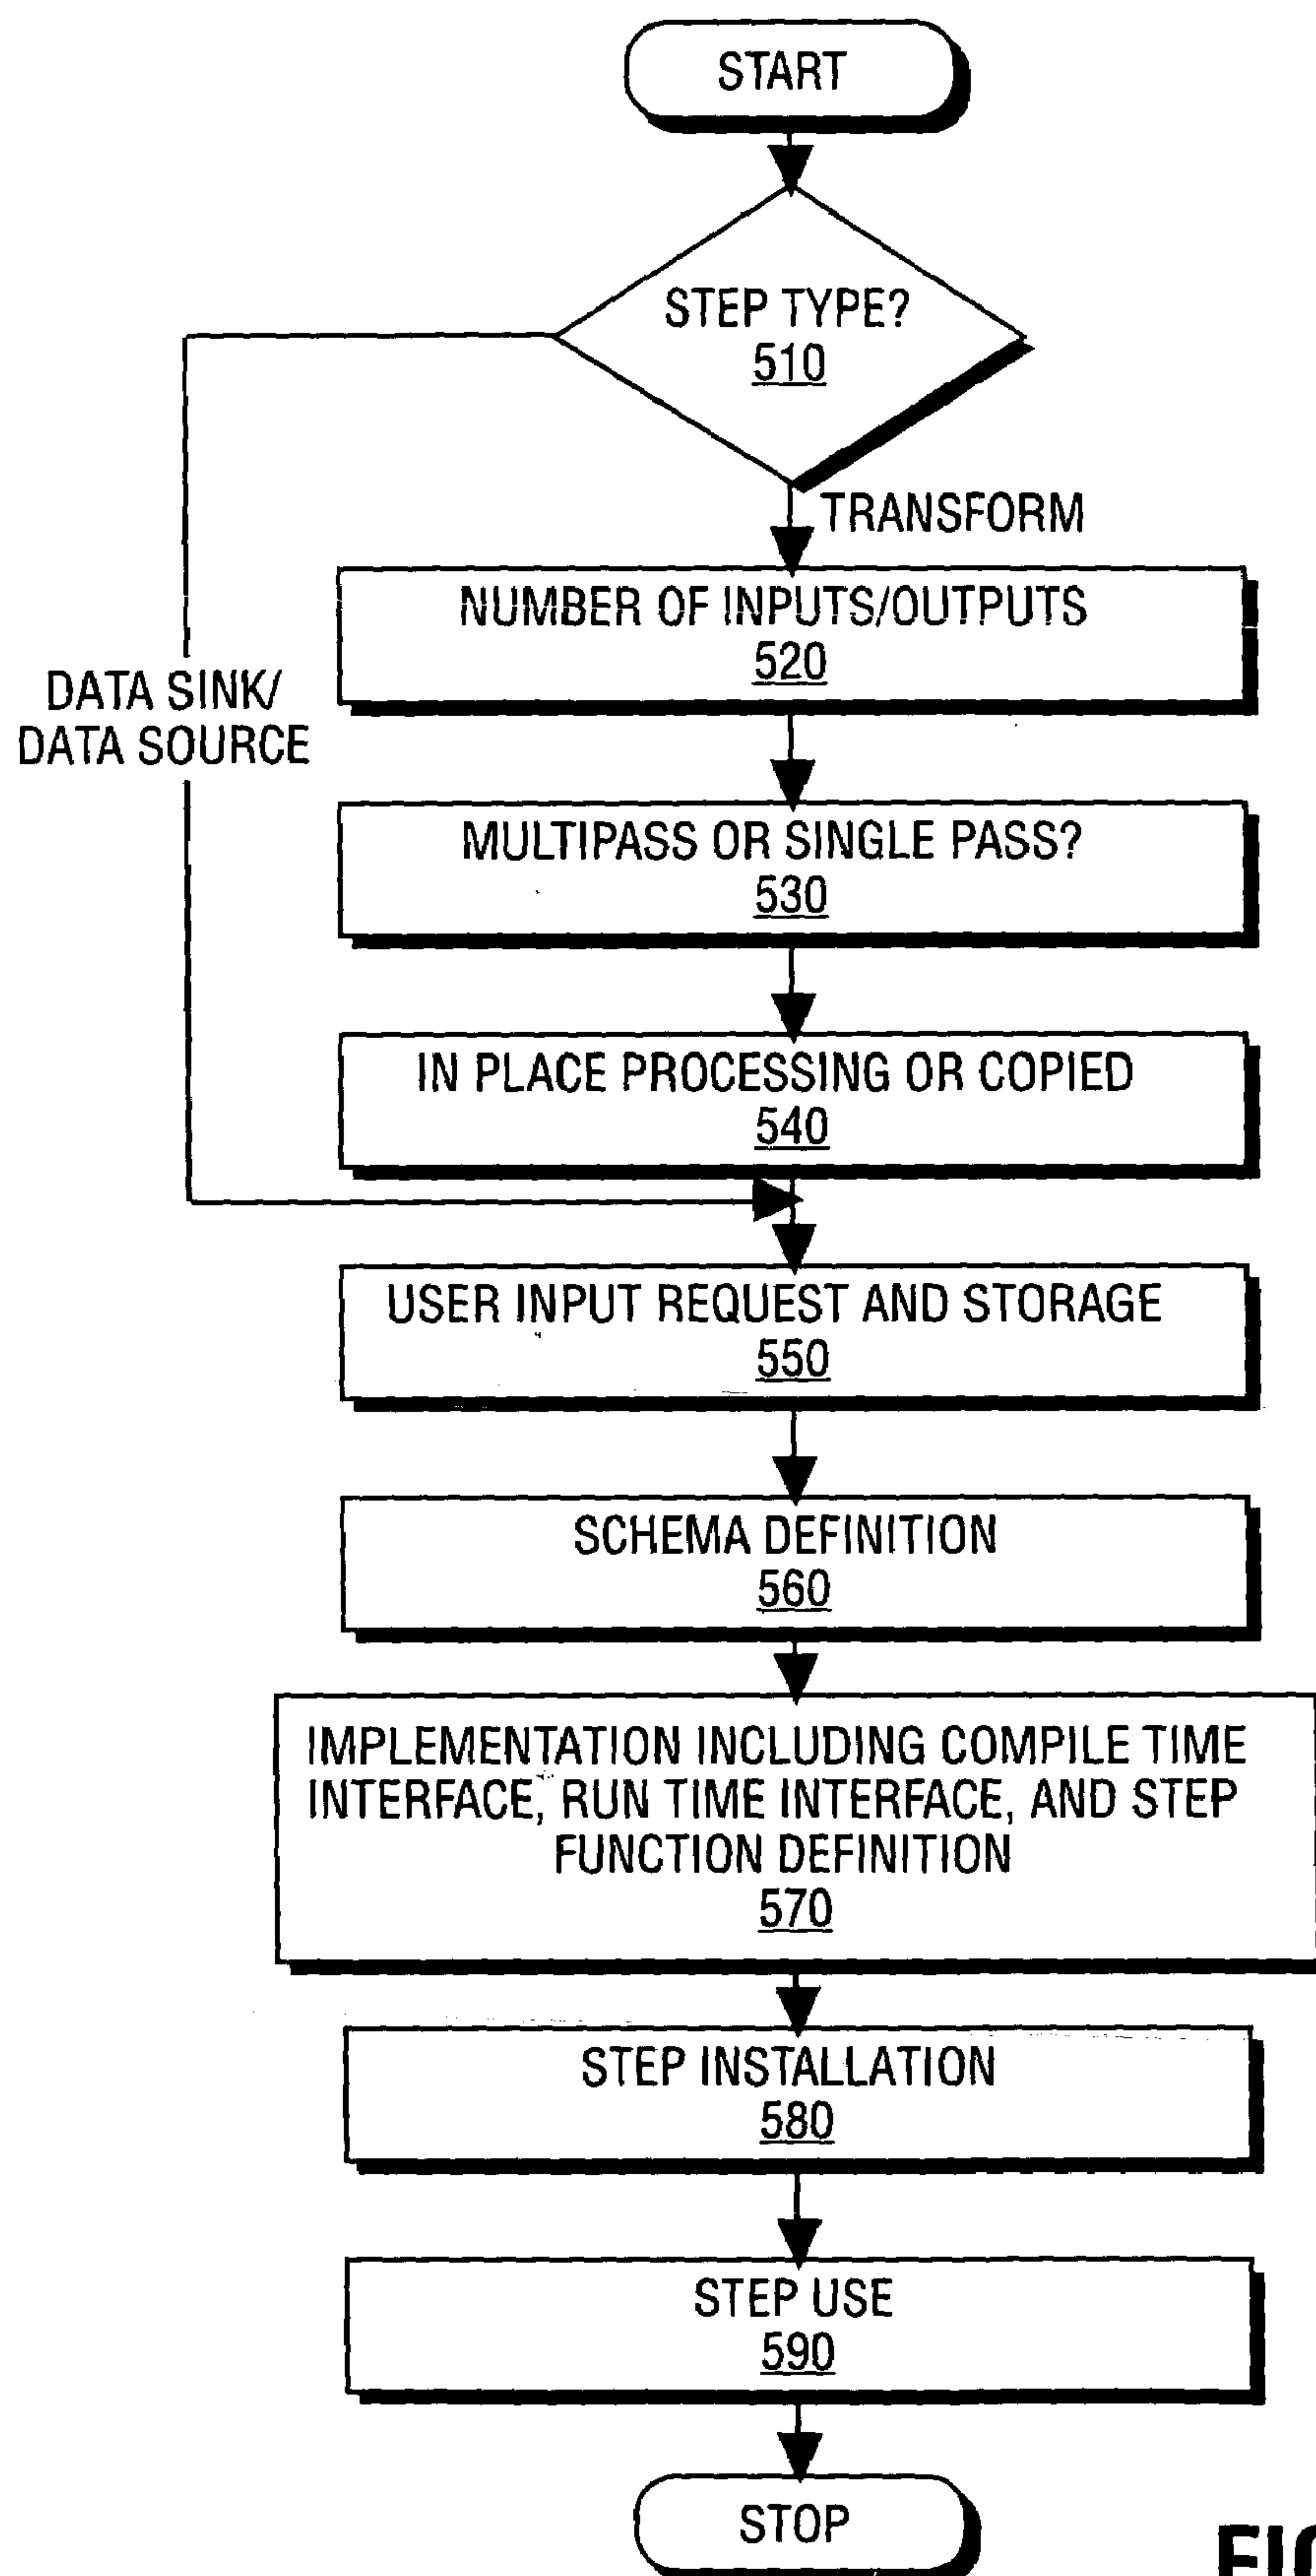 START
STEP TYPE?
510
TRANSFORM
NUMBER OF INPUTS/OUTPUTS
520
DATA SINK/
DATA SOURCE
MULTIPASS OR SINGLE PASS?
530
IN PLACE PROCESSING OR COPIED
540
USER INPUT REQUEST AND STORAGE
550
SCHEMA DEFINITION
560
IMPLEMENTATION INCLUDING COMPILE TIME
INTERFACE, RUN TIME INTERFACE, AND STEP
FUNCTION DEFINITION
570
STEP INSTALLATION
580
STEP USE
590
STOP